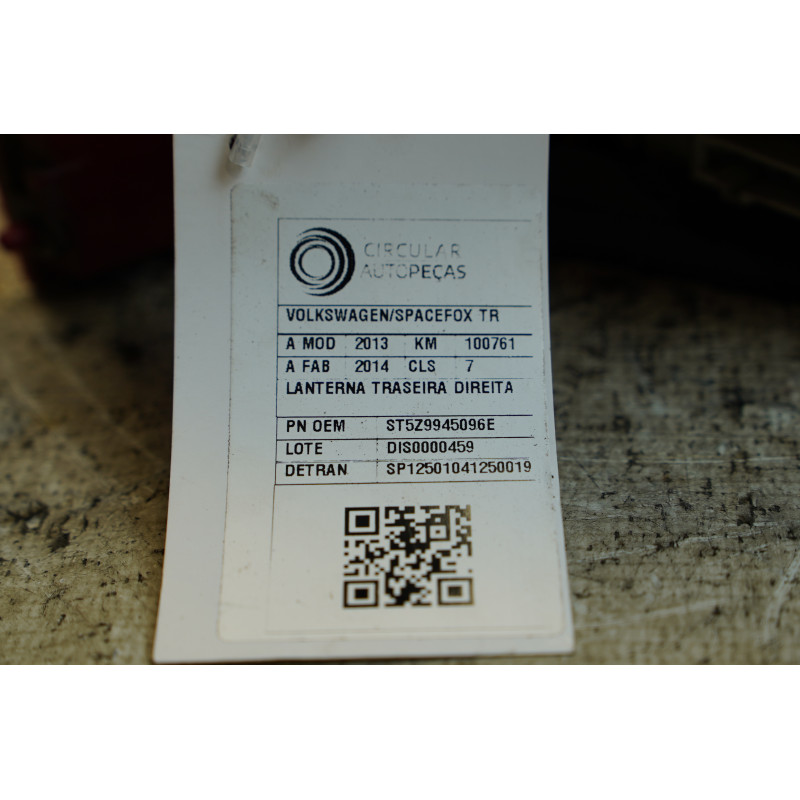 CIRCULAR
AUTOPEÇAS
VOLKSWAGEN/SPACEFOX TR
A MOD 2013 KM 100761
A FAB 2014 CLS 7
LANTERNA TRASEIRA DIREITA
PN OEM ST5Z9945096E
LOTE DIS0000459
DETRAN SP12501041250019